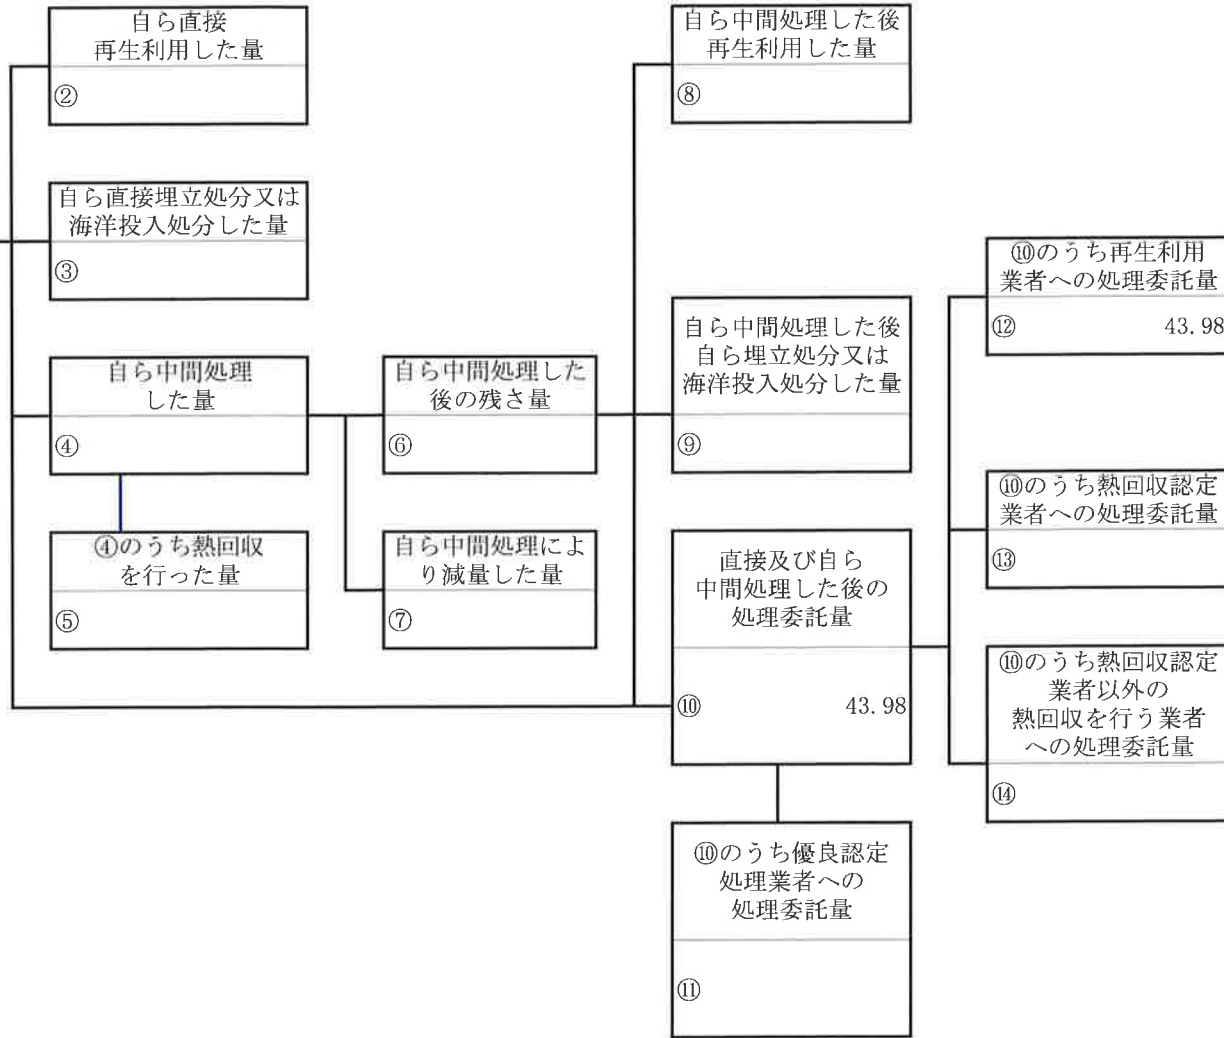 自ら直接
再生利用した量
②
自ら直接埋立処分又は
海洋投入処分した量
③
自ら中間処理
した量
④
④のうち熱回収
を行った量
⑤
自ら中間処理した
後の残さ量
⑥
自ら中間処理によ
り減量した量
⑦
自ら中間処理した後
再生利用した量
⑧
自ら中間処理した後
自ら埋立処分又は
海洋投入処分した量
⑨
直接及び自ら
中間処理した後の
処理委託量
⑩ 43.98
⑩のうち優良認定
処理業者への
処理委託量
⑪
⑩のうち再生利用
業者への処理委託量
⑫ 43.98
⑩のうち熱回収認定
業者への処理委託量
⑬
⑩のうち熱回収認定
業者以外の
熱回収を行う業者
への処理委託量
⑭